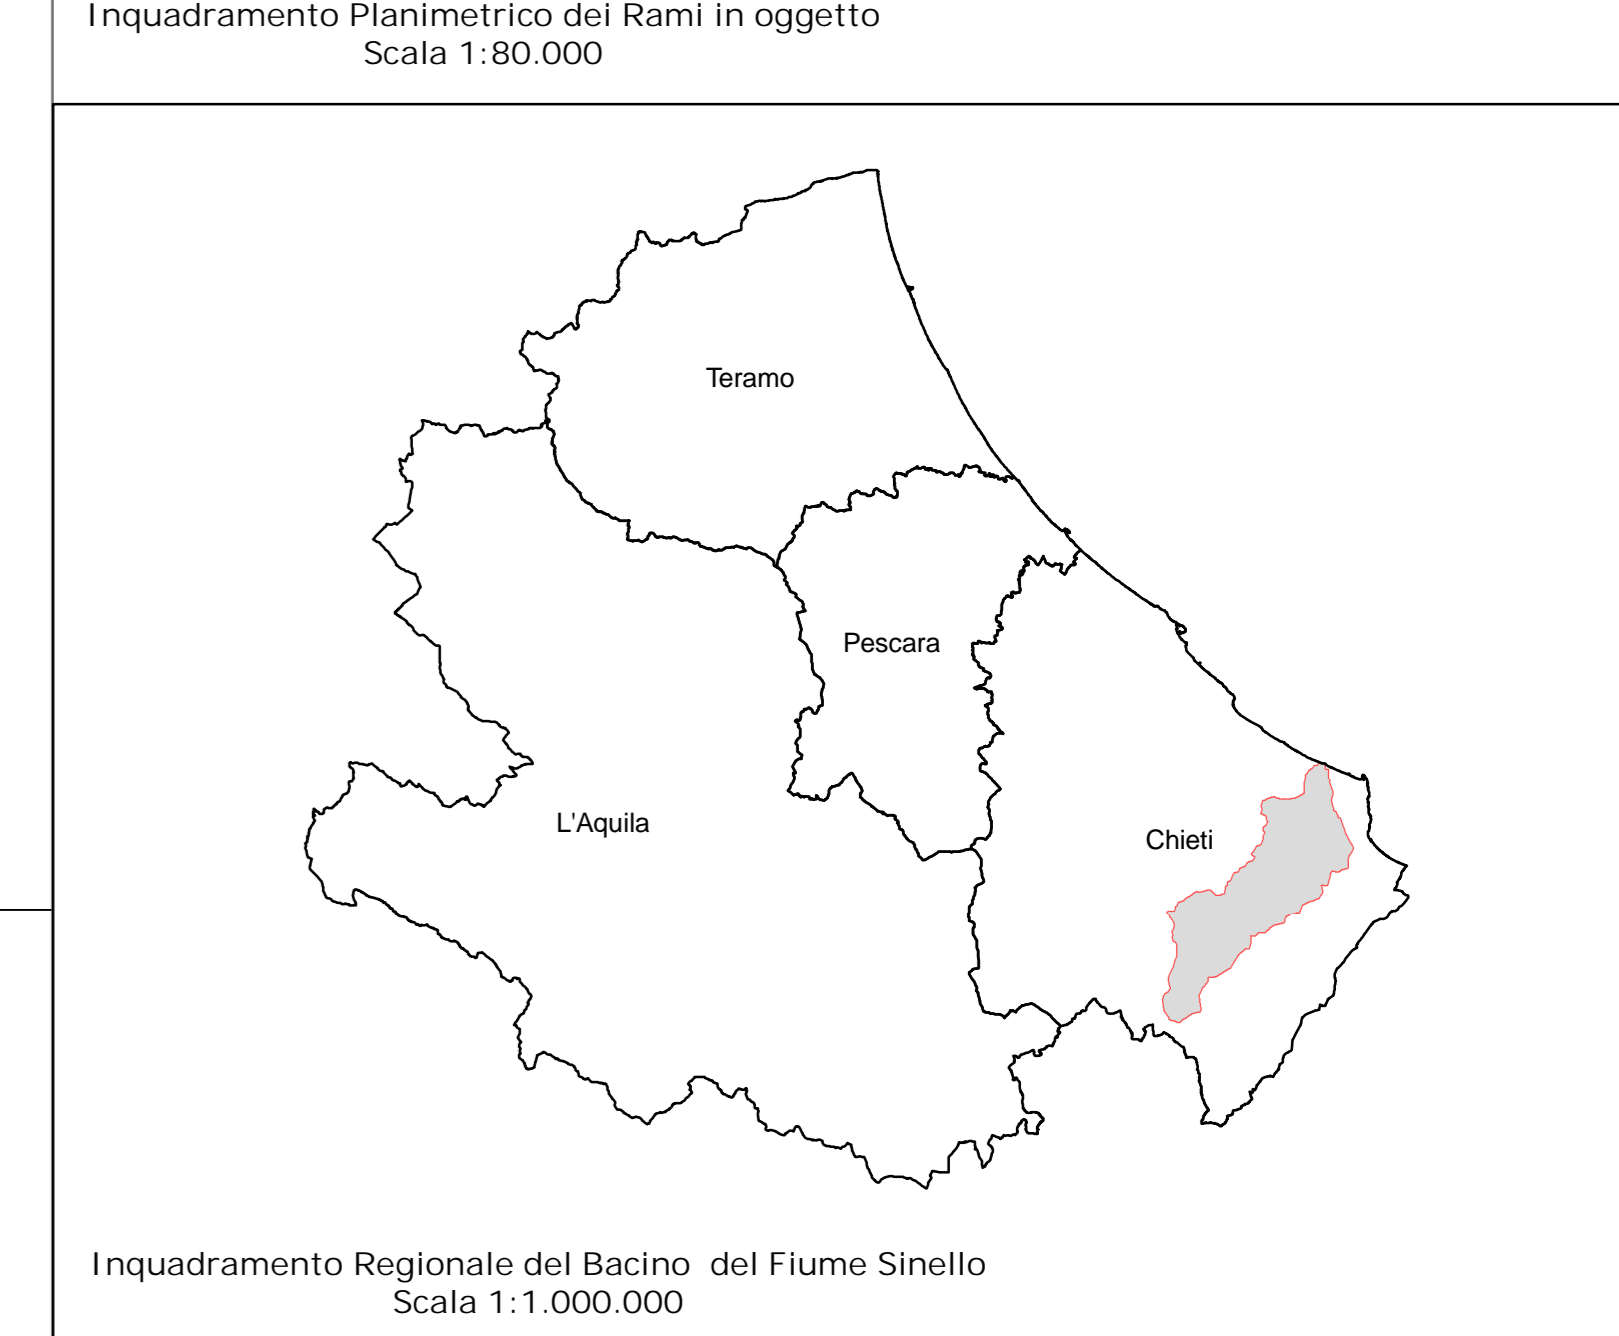 Inquadramento Planimetrico dei Rami in oggetto
Scala 1:80.000
Teramo
Pescara
L'Aquila
Chieti
Inquadramento Regionale del Bacino  del Fiume Sinello
Scala 1:1.000.000